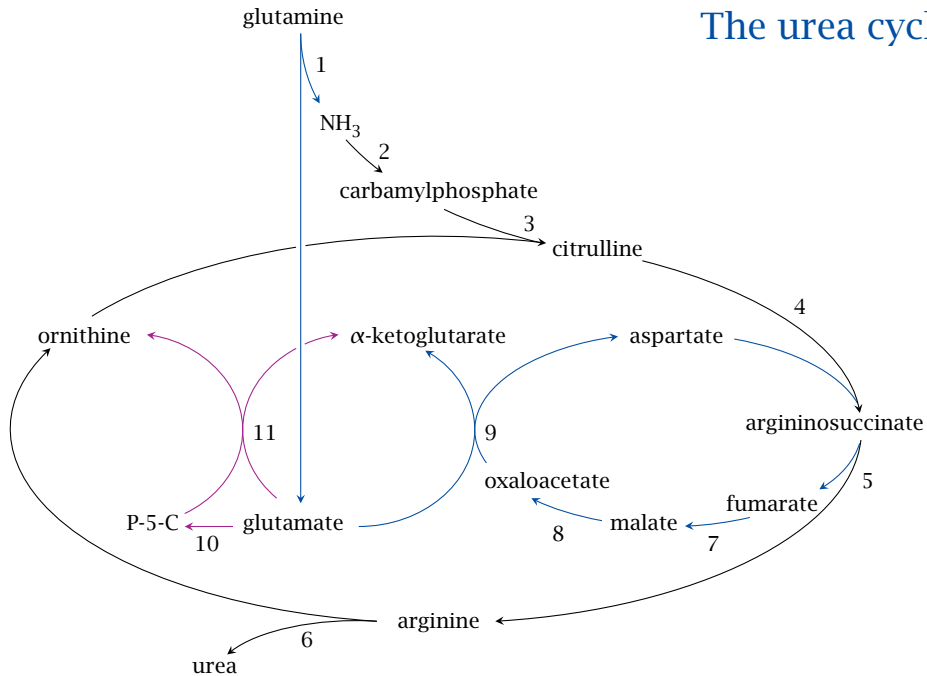 glutamine
The urea cycl
1
NH₃
2
carbamylphosphate
3
citrulline
4
ornithine
α-ketoglutarate
aspartate
11
9
argininosuccinate
oxaloacetate
5
fumarate
P-5-C
glutamate
malate
10
8
7
arginine
6
urea